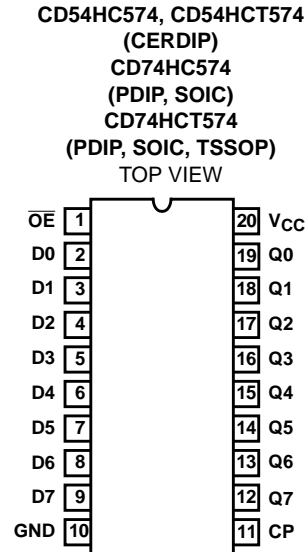 CD54HC574, CD54HCT574
(CERDIP)
CD74HC574
(PDIP, SOIC)
CD74HCT574
(PDIP, SOIC, TSSOP)
TOP VIEW
OE 1 20 VCC
D0 2 19 Q0
D1 3 18 Q1
D2 4 17 Q2
D3 5 16 Q3
D4 6 15 Q4
D5 7 14 Q5
D6 8 13 Q6
D7 9 12 Q7
GND 10 11 CP